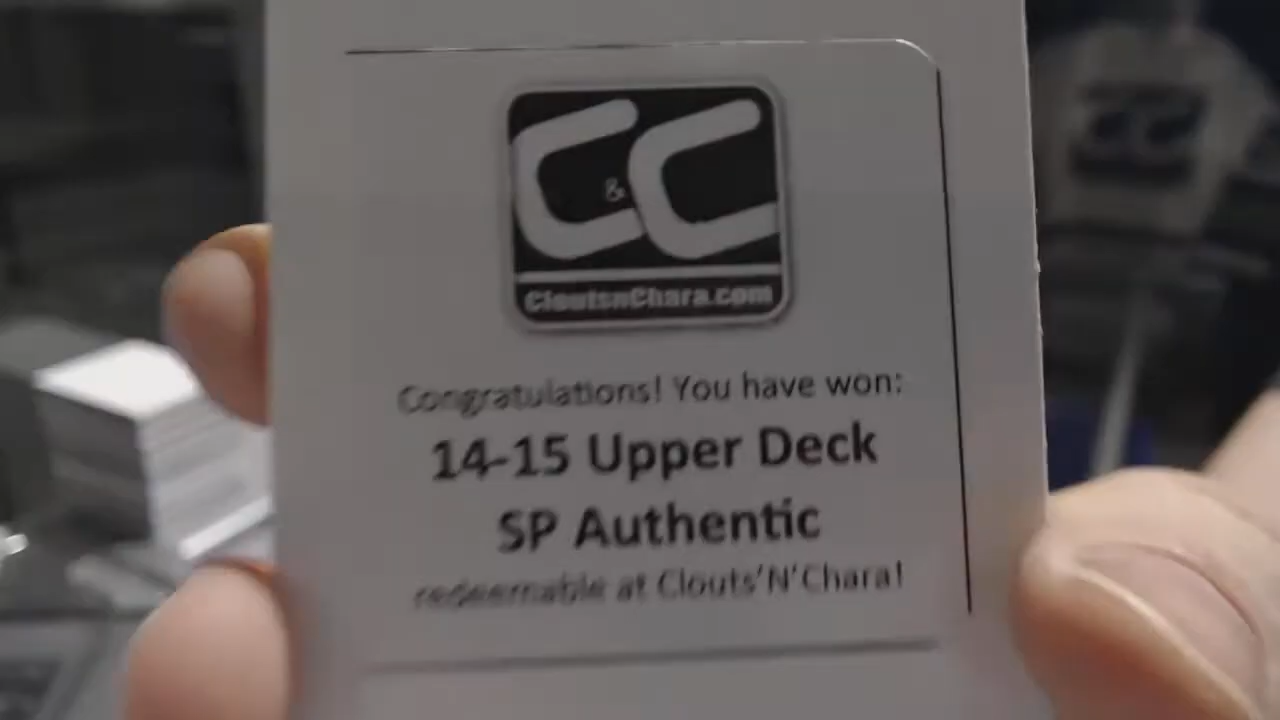 C & C
CloutsnChara.com
Congratulations! You have won:
14-15 Upper Deck
SP Authentic
redeemable at Clouts'N'Chara!